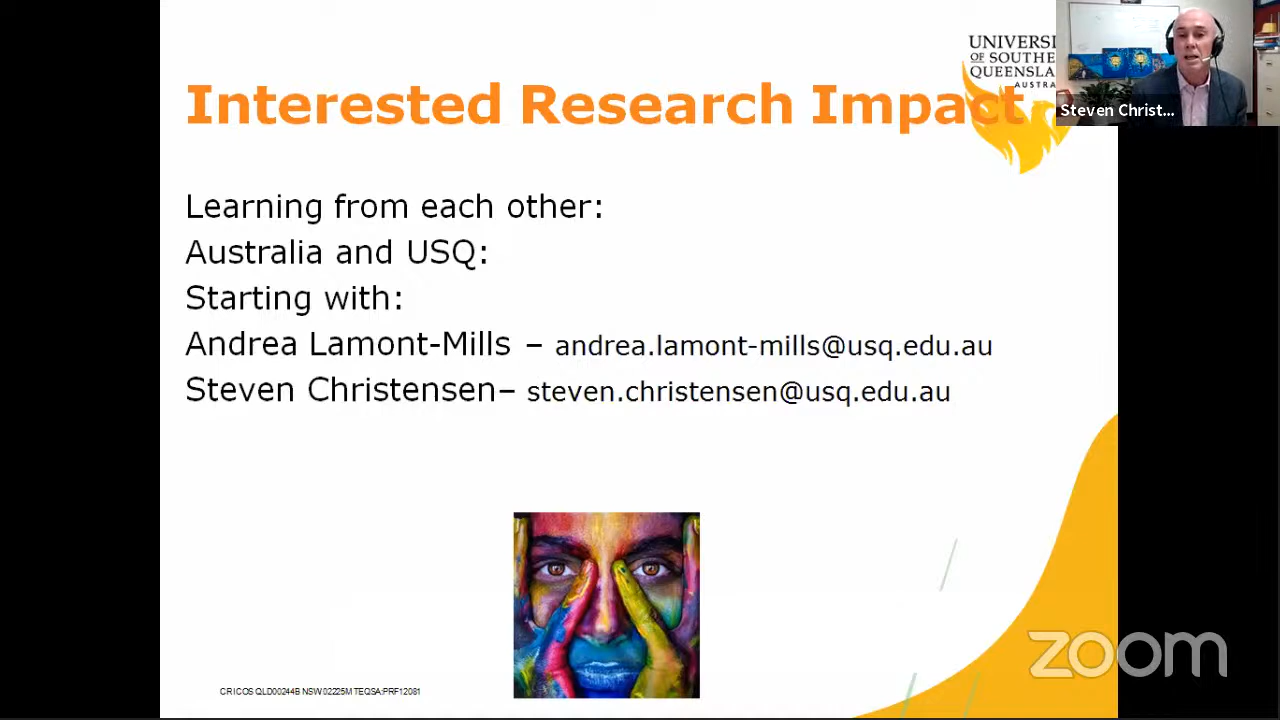 UNIVERSI
OF SOUTHE
QUEENSLA
AUSTRA
Interested Research Impact
Steven Christ...
Learning from each other:
Australia and USQ:
Starting with:
Andrea Lamont-Mills – andrea.lamont-mills@usq.edu.au
Steven Christensen– steven.christensen@usq.edu.au
zoom
CRICOS QLD00244B NSW 02225M TEQSA:PRF12081